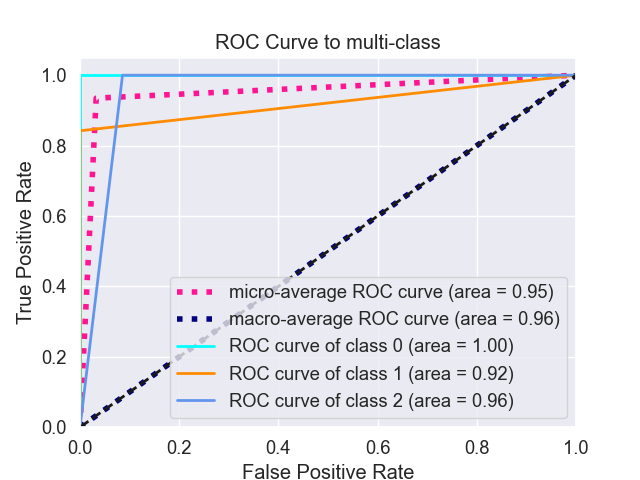 ROC Curve to multi-class
True Positive Rate
1.0
0.8
0.6
0.4
0.2
0.0
micro-average ROC curve (area = 0.95)
macro-average ROC curve (area = 0.96)
ROC curve of class 0 (area = 1.00)
ROC curve of class 1 (area = 0.92)
ROC curve of class 2 (area = 0.96)
0.0 0.2 0.4 0.6 0.8 1.0
False Positive Rate